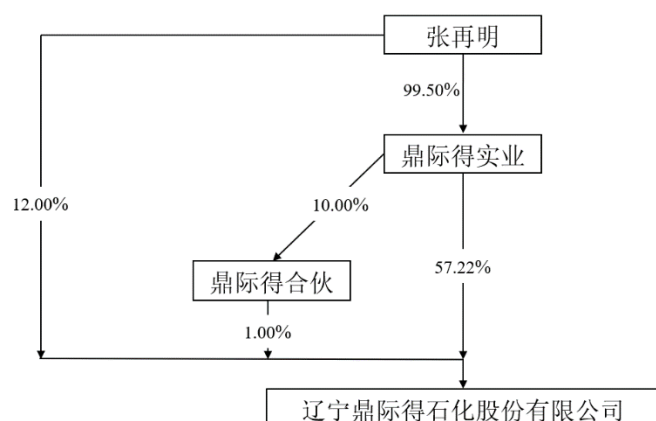 张再明
99.50%
鼎际得实业
12.00%
10.00%
57.22%
鼎际得合伙
1.00%
辽宁鼎际得石化股份有限公司